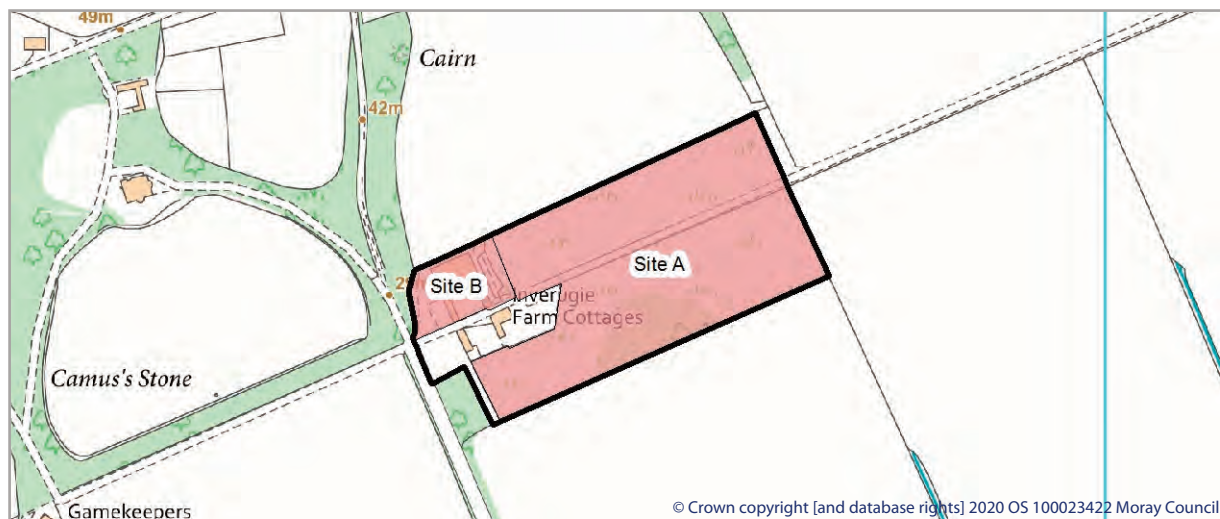 49m
Cairn
42m
Site A
Site B
Inverugie
Farm Cottages
Camus's Stone
Gamekeepers
© Crown copyright [and database rights] 2020 OS 100023422 Moray Council